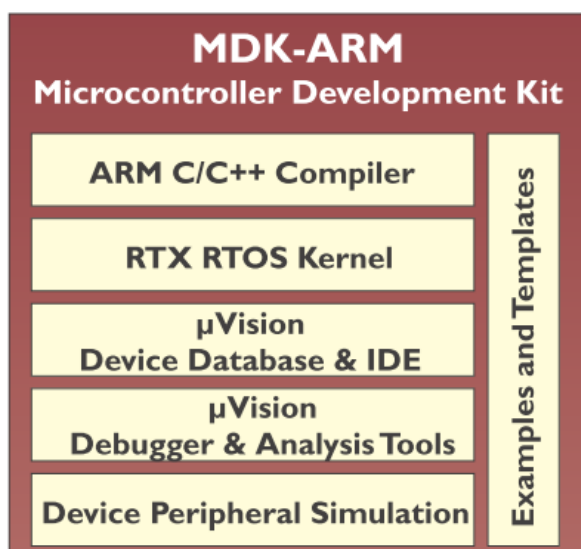 MDK-ARM
Microcontroller Development Kit
ARM C/C++ Compiler
RTX RTOS Kernel
µVision
Device Database & IDE
µVision
Debugger & Analysis Tools
Device Peripheral Simulation
Examples and Templates